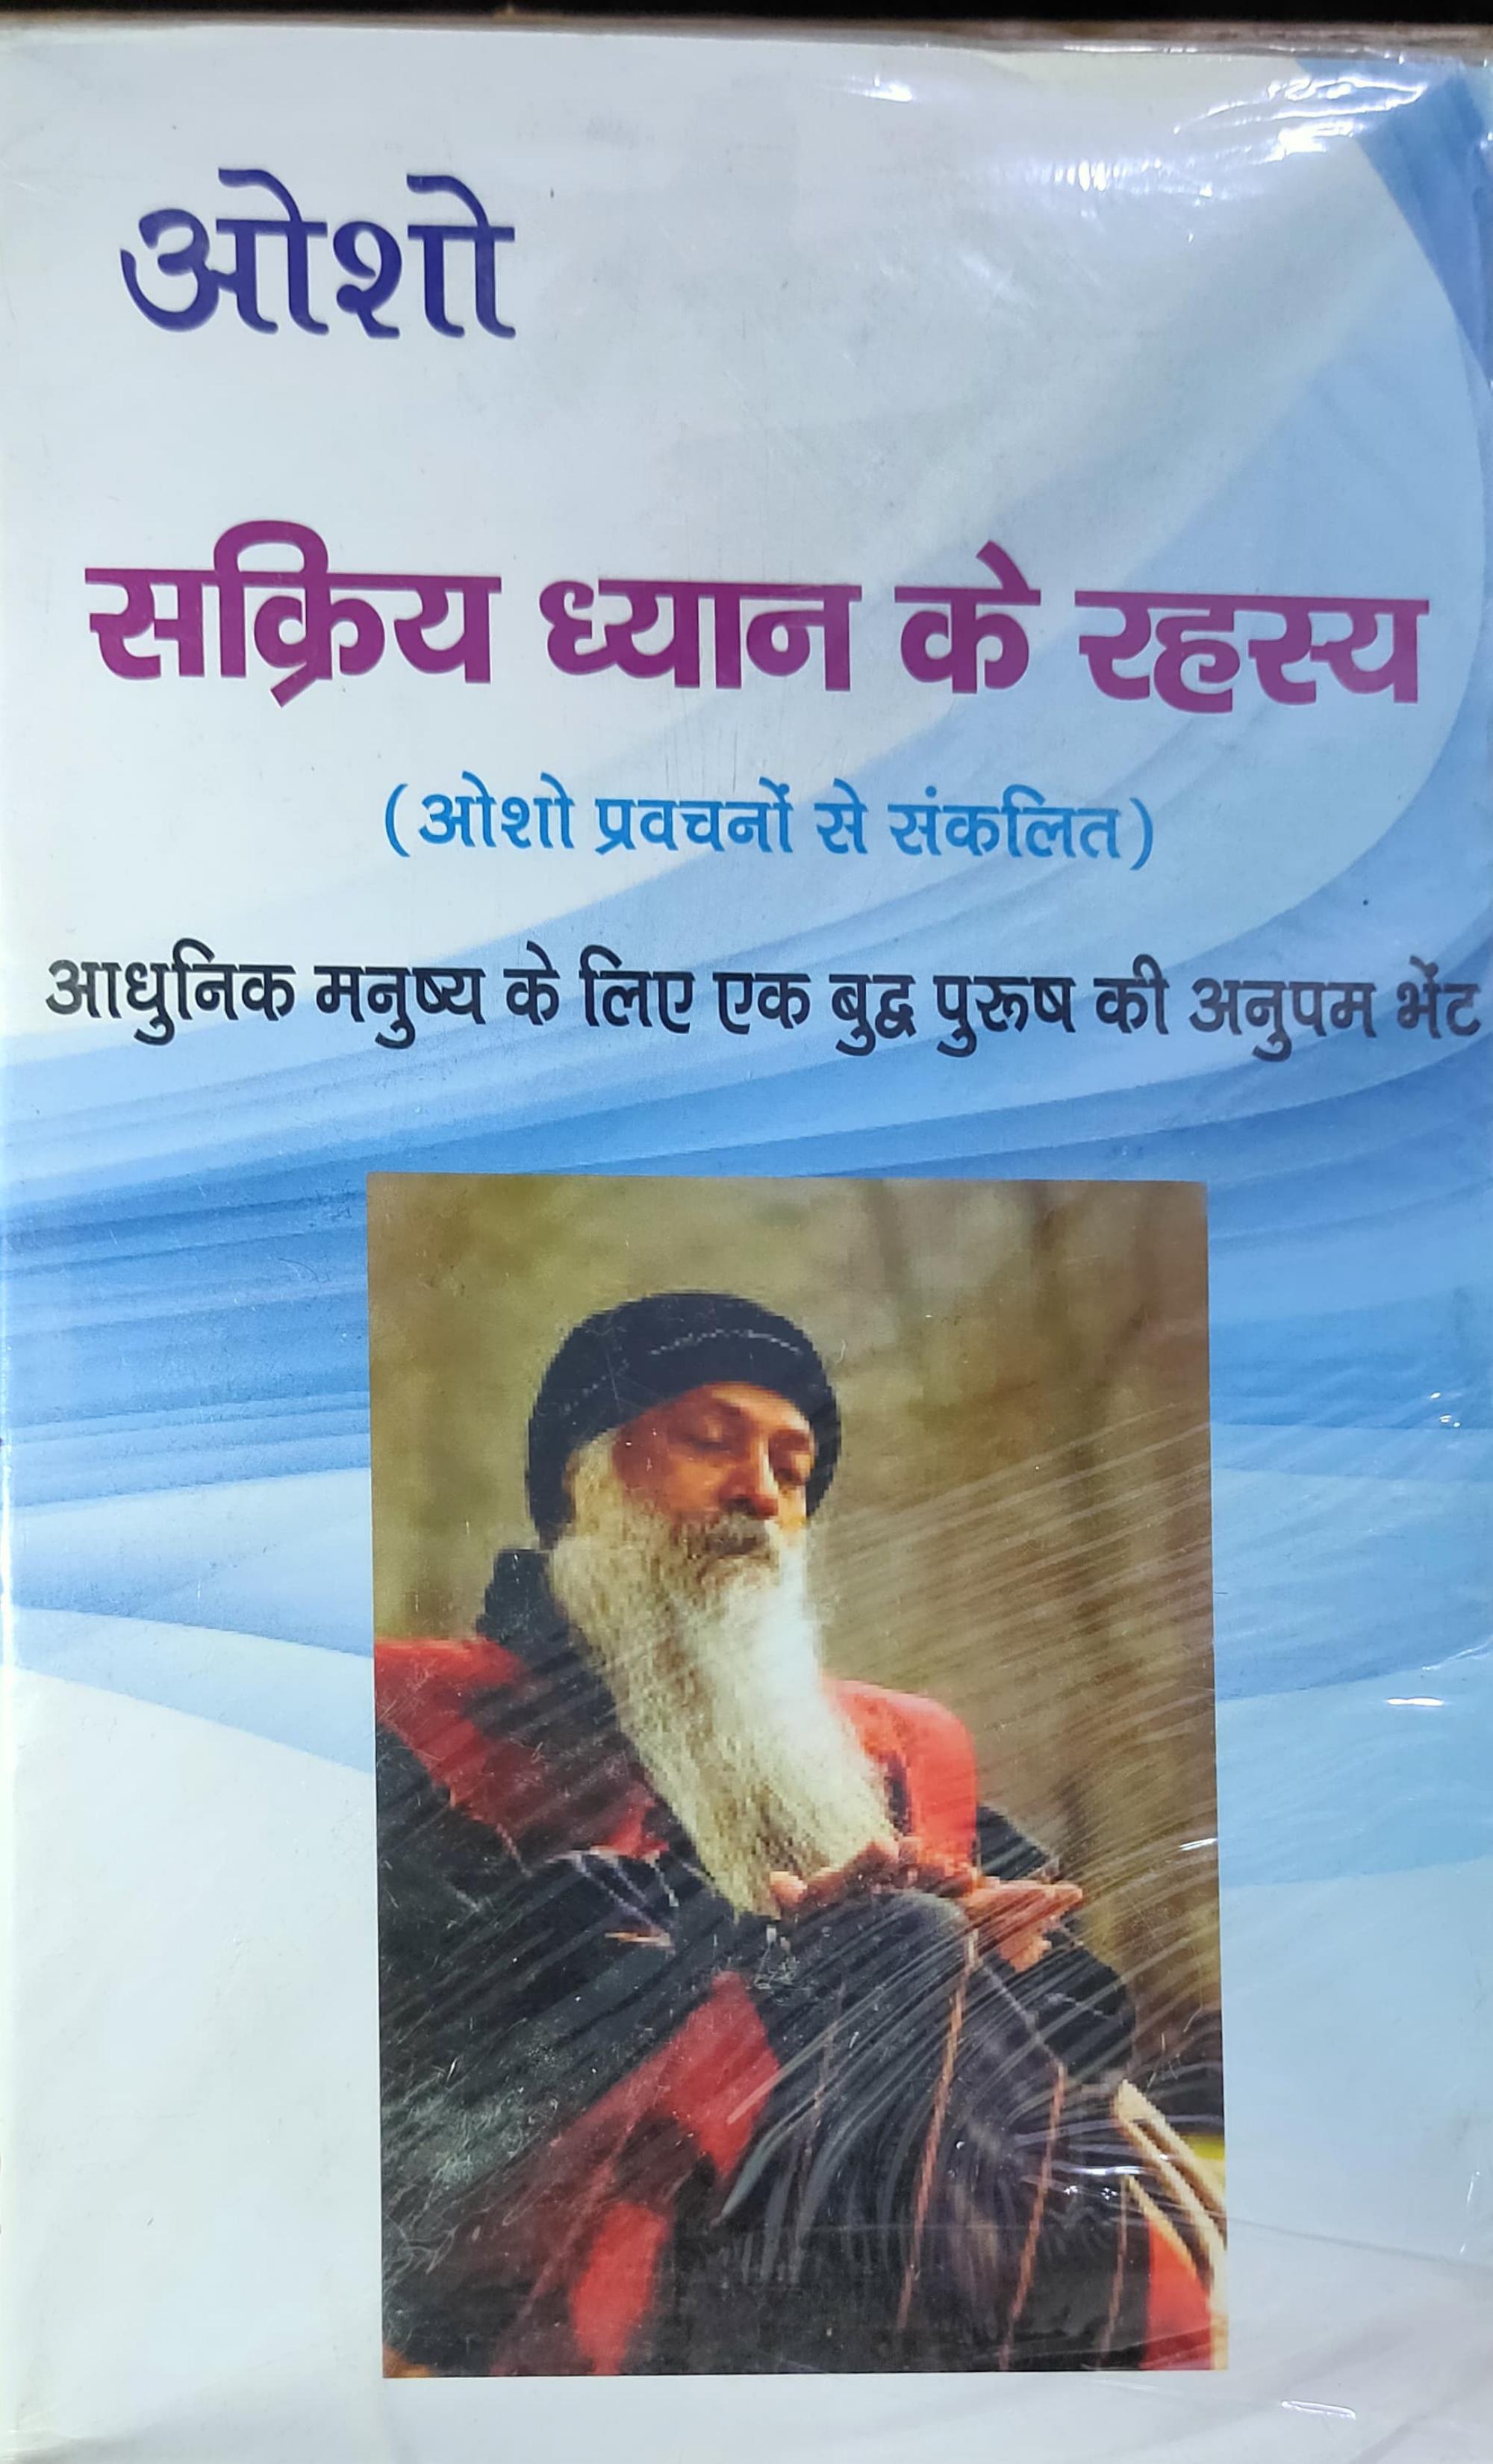 ओशो
सक्रिय ध्यान के रहस्य
(ओशो प्रवचनों से संकलित)
आधुनिक मनुष्य के लिए एक बुद्ध पुरूष की अनुपम भेंट